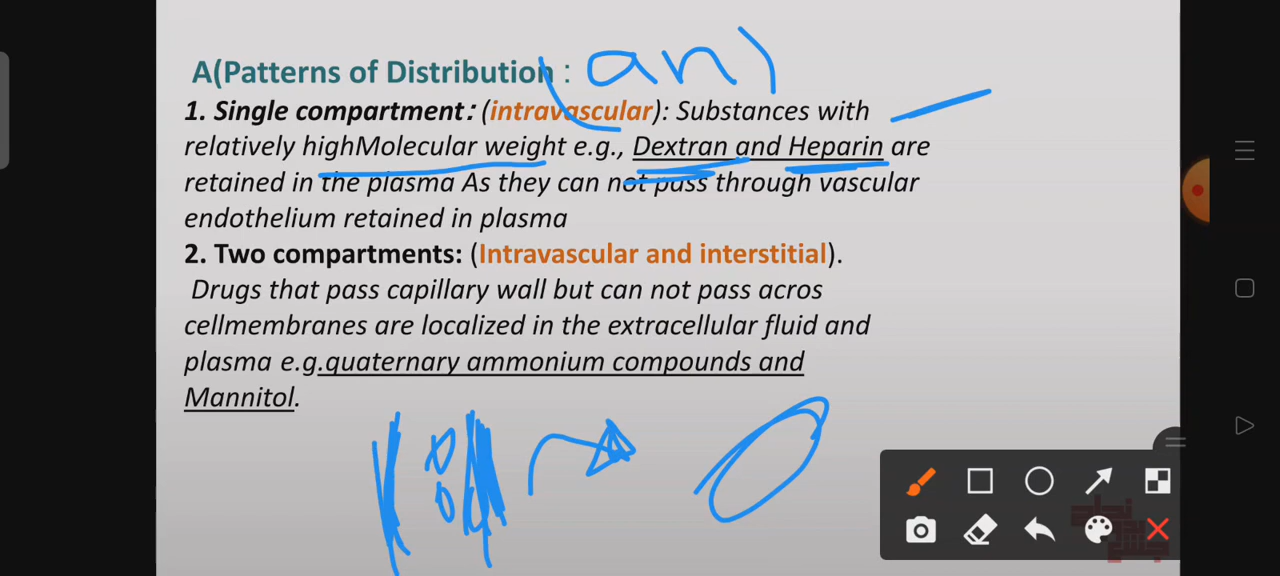 A(Patterns of Distribution :
(an)
1. Single compartment: (intravascular): Substances with
relatively highMolecular weight e.g., Dextran and Heparin are
retained in the plasma As they can not pass through vascular
endothelium retained in plasma
2. Two compartments: (Intravascular and interstitial).
Drugs that pass capillary wall but can not pass acros
cellmembranes are localized in the extracellular fluid and
plasma e.g.quaternary ammonium compounds and
Mannitol.